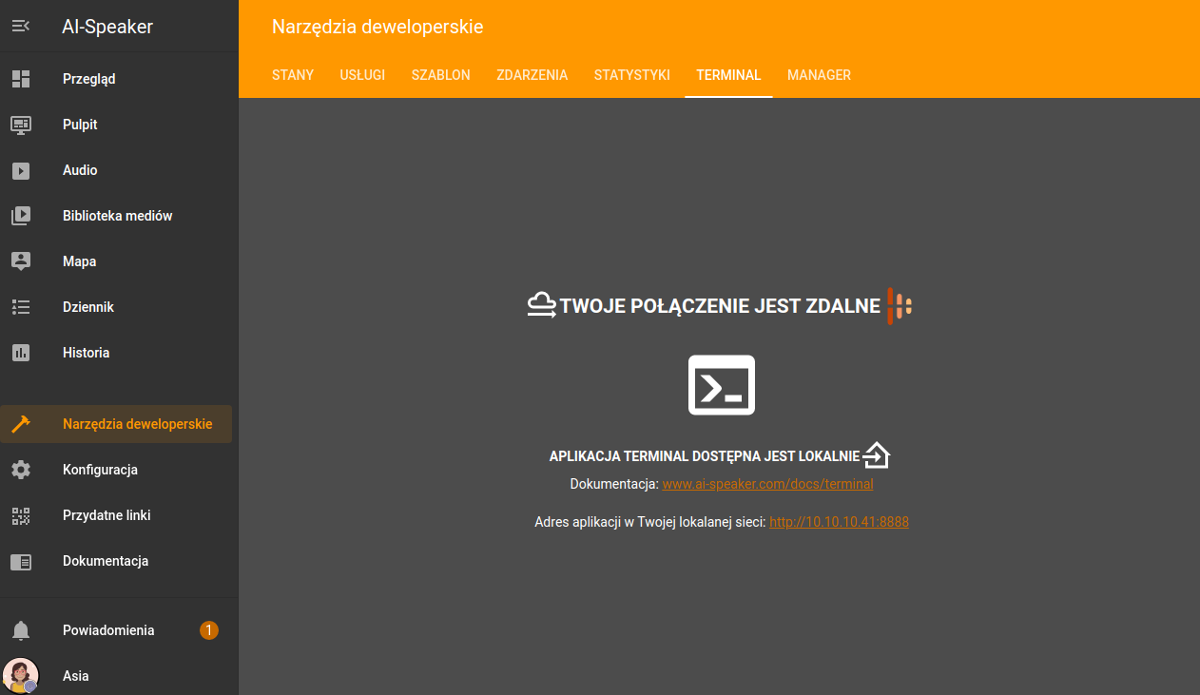 AI-Speaker
Przegląd
Pulpit
Audio
Biblioteka mediów
Mapa
Dziennik
Historia
Narzędzia deweloperskie
Konfiguracja
Przydatne linki
Dokumentacja
Powiadomienia 1
Asia
Narzędzia deweloperskie
STANY USŁUGI SZABLON ZDARZENIA STATYSTYKI TERMINAL MANAGER
TWOJE POŁĄCZENIE JEST ZDALNE
APLIKACJA TERMINAL DOSTĘPNA JEST LOKALNIE
Dokumentacja: www.ai-speaker.com/docs/terminal
Adres aplikacji w Twojej lokalanej sieci: http://10.10.10.41:8888